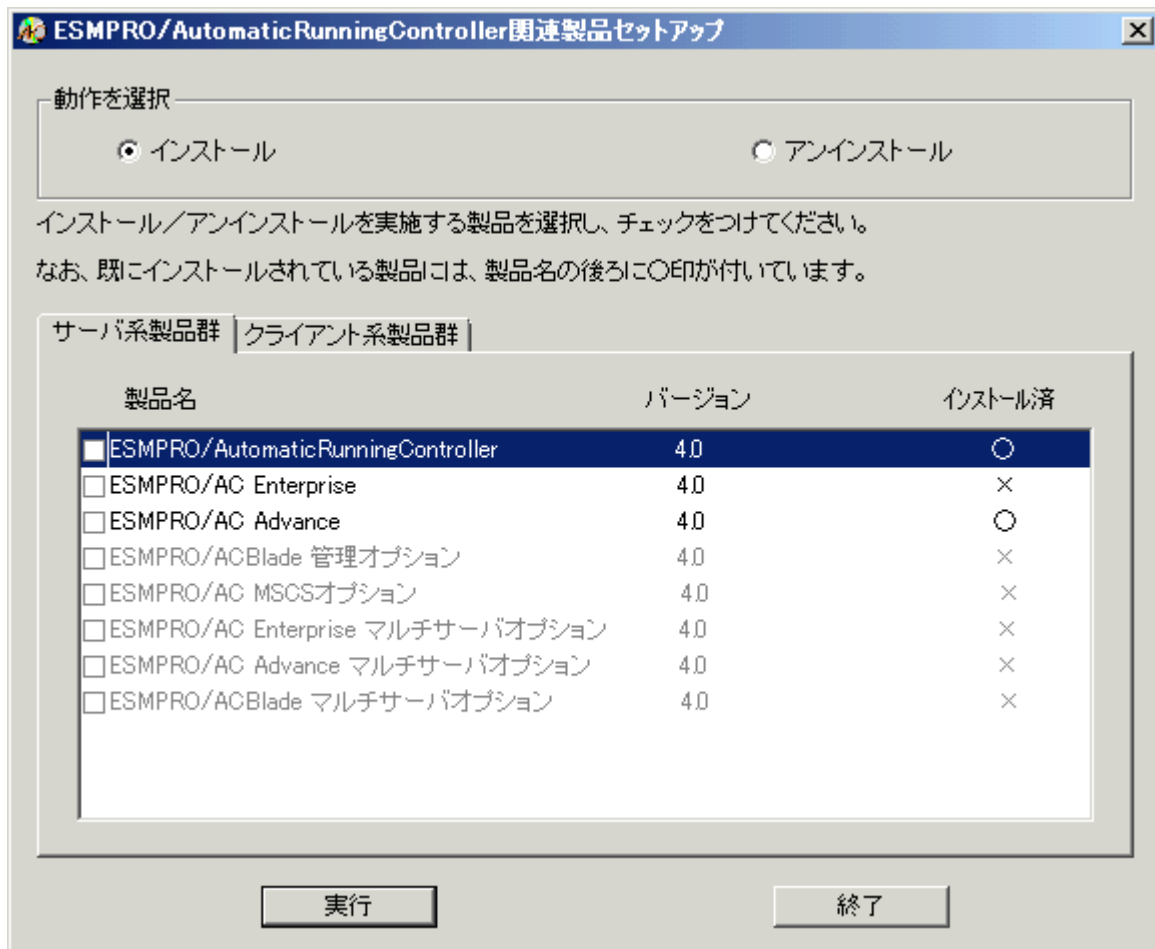 ESMPRO/AutomaticRunningController関連製品セットアップ
動作を選択
インストール アンインストール
インストール／アンインストールを実施する製品を選択し、チェックをつけてください。
なお、既にインストールされている製品には、製品名の後ろに○印が付いています。
サーバ系製品群 クライアント系製品群
製品名 バージョン インストール済
ESMPRO/AutomaticRunningController 4.0 ○
ESMPRO/AC Enterprise 4.0 ×
ESMPRO/AC Advance 4.0 ○
ESMPRO/ACBlade 管理オプション 4.0 ×
ESMPRO/AC MSCSオプション 4.0 ×
ESMPRO/AC Enterprise マルチサーバオプション 4.0 ×
ESMPRO/AC Advance マルチサーバオプション 4.0 ×
ESMPRO/ACBlade マルチサーバオプション 4.0 ×
実行 終了